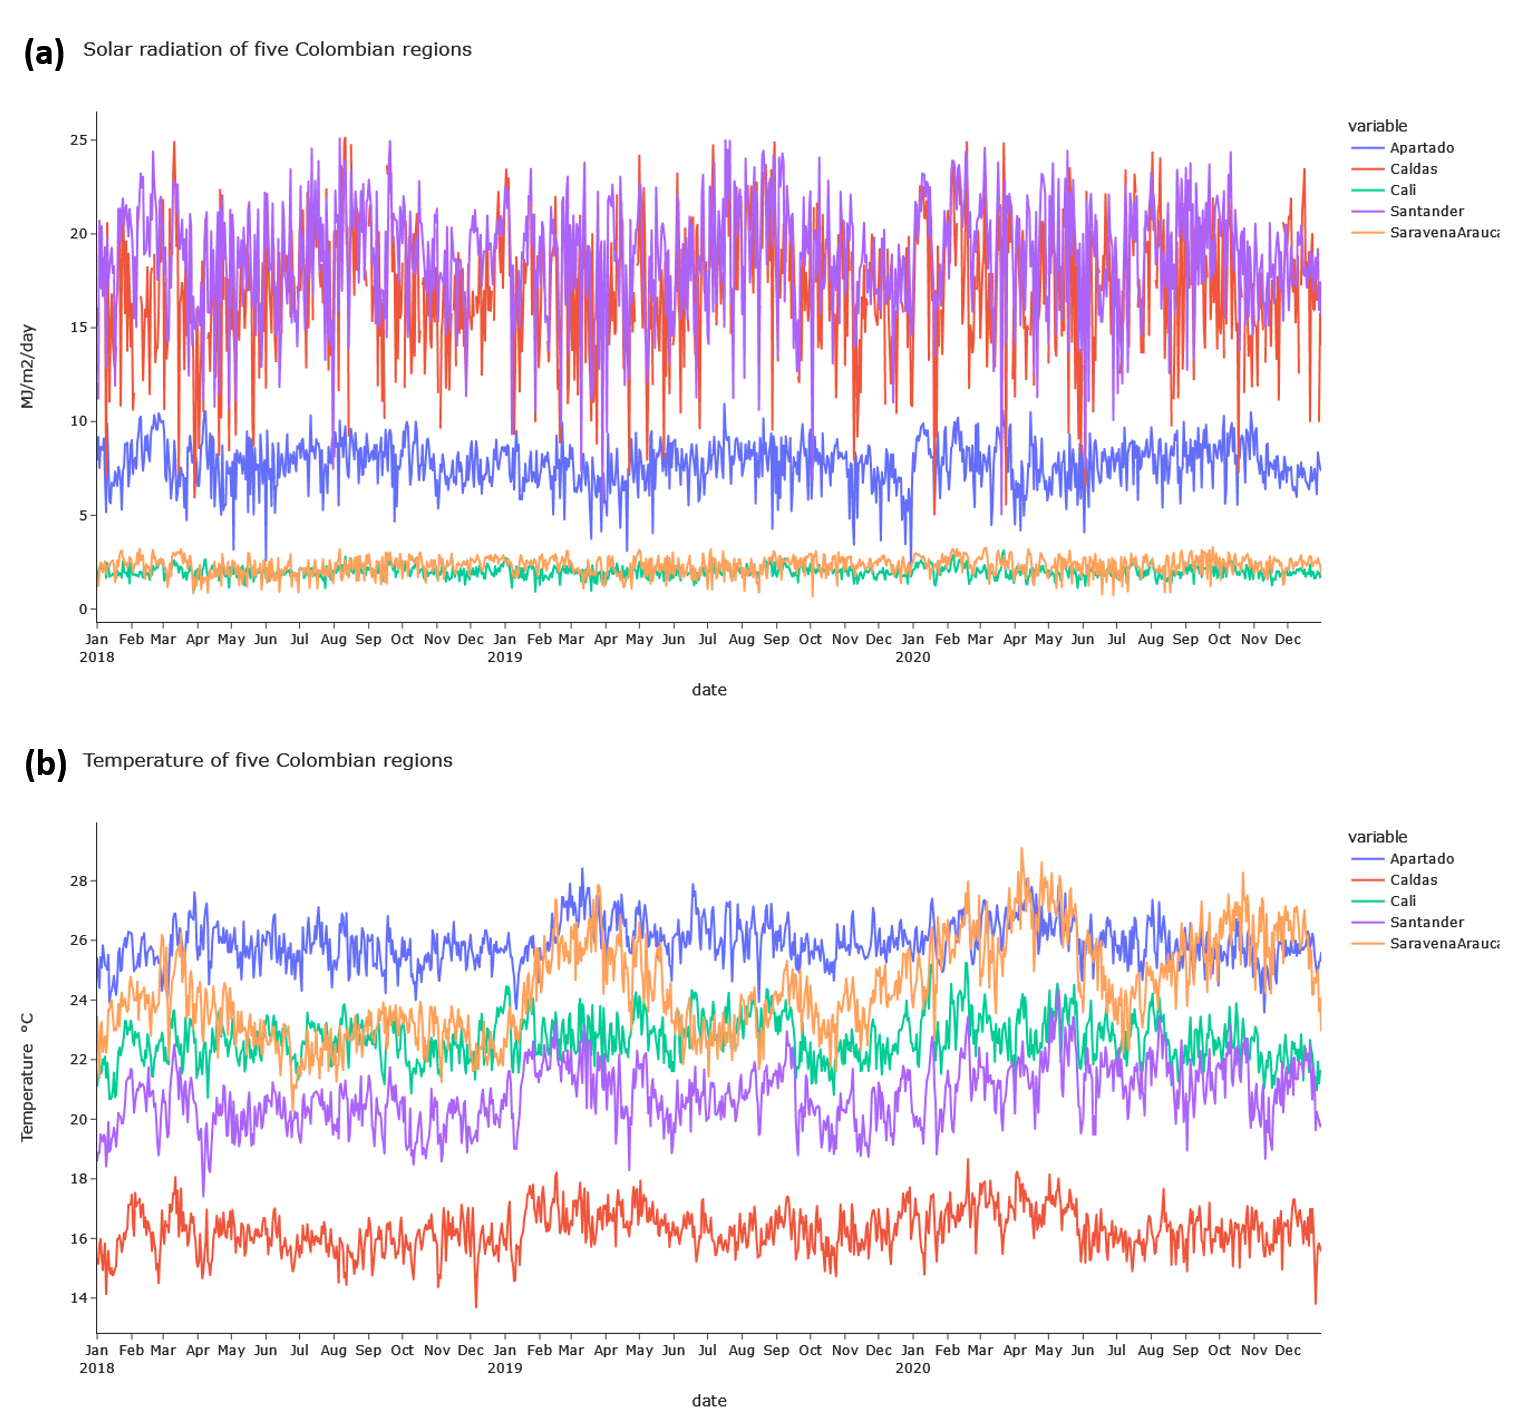 (a) Solar radiation of five Colombian regions
variable
Apartado
Caldas
Cali
Santander
SaravenaArauca
25
20
15
10
5
0
MJ/m2/day
Jan Feb Mar Apr May Jun Jul Aug Sep Oct Nov Dec Jan Feb Mar Apr May Jun Jul Aug Sep Oct Nov Dec Jan Feb Mar Apr May Jun Jul Aug Sep Oct Nov Dec
2018 2019 2020
date
(b) Temperature of five Colombian regions
variable
Apartado
Caldas
Cali
Santander
SaravenaArauca
28
26
24
22
20
18
16
14
Temperature °C
Jan Feb Mar Apr May Jun Jul Aug Sep Oct Nov Dec Jan Feb Mar Apr May Jun Jul Aug Sep Oct Nov Dec Jan Feb Mar Apr May Jun Jul Aug Sep Oct Nov Dec
2018 2019 2020
date